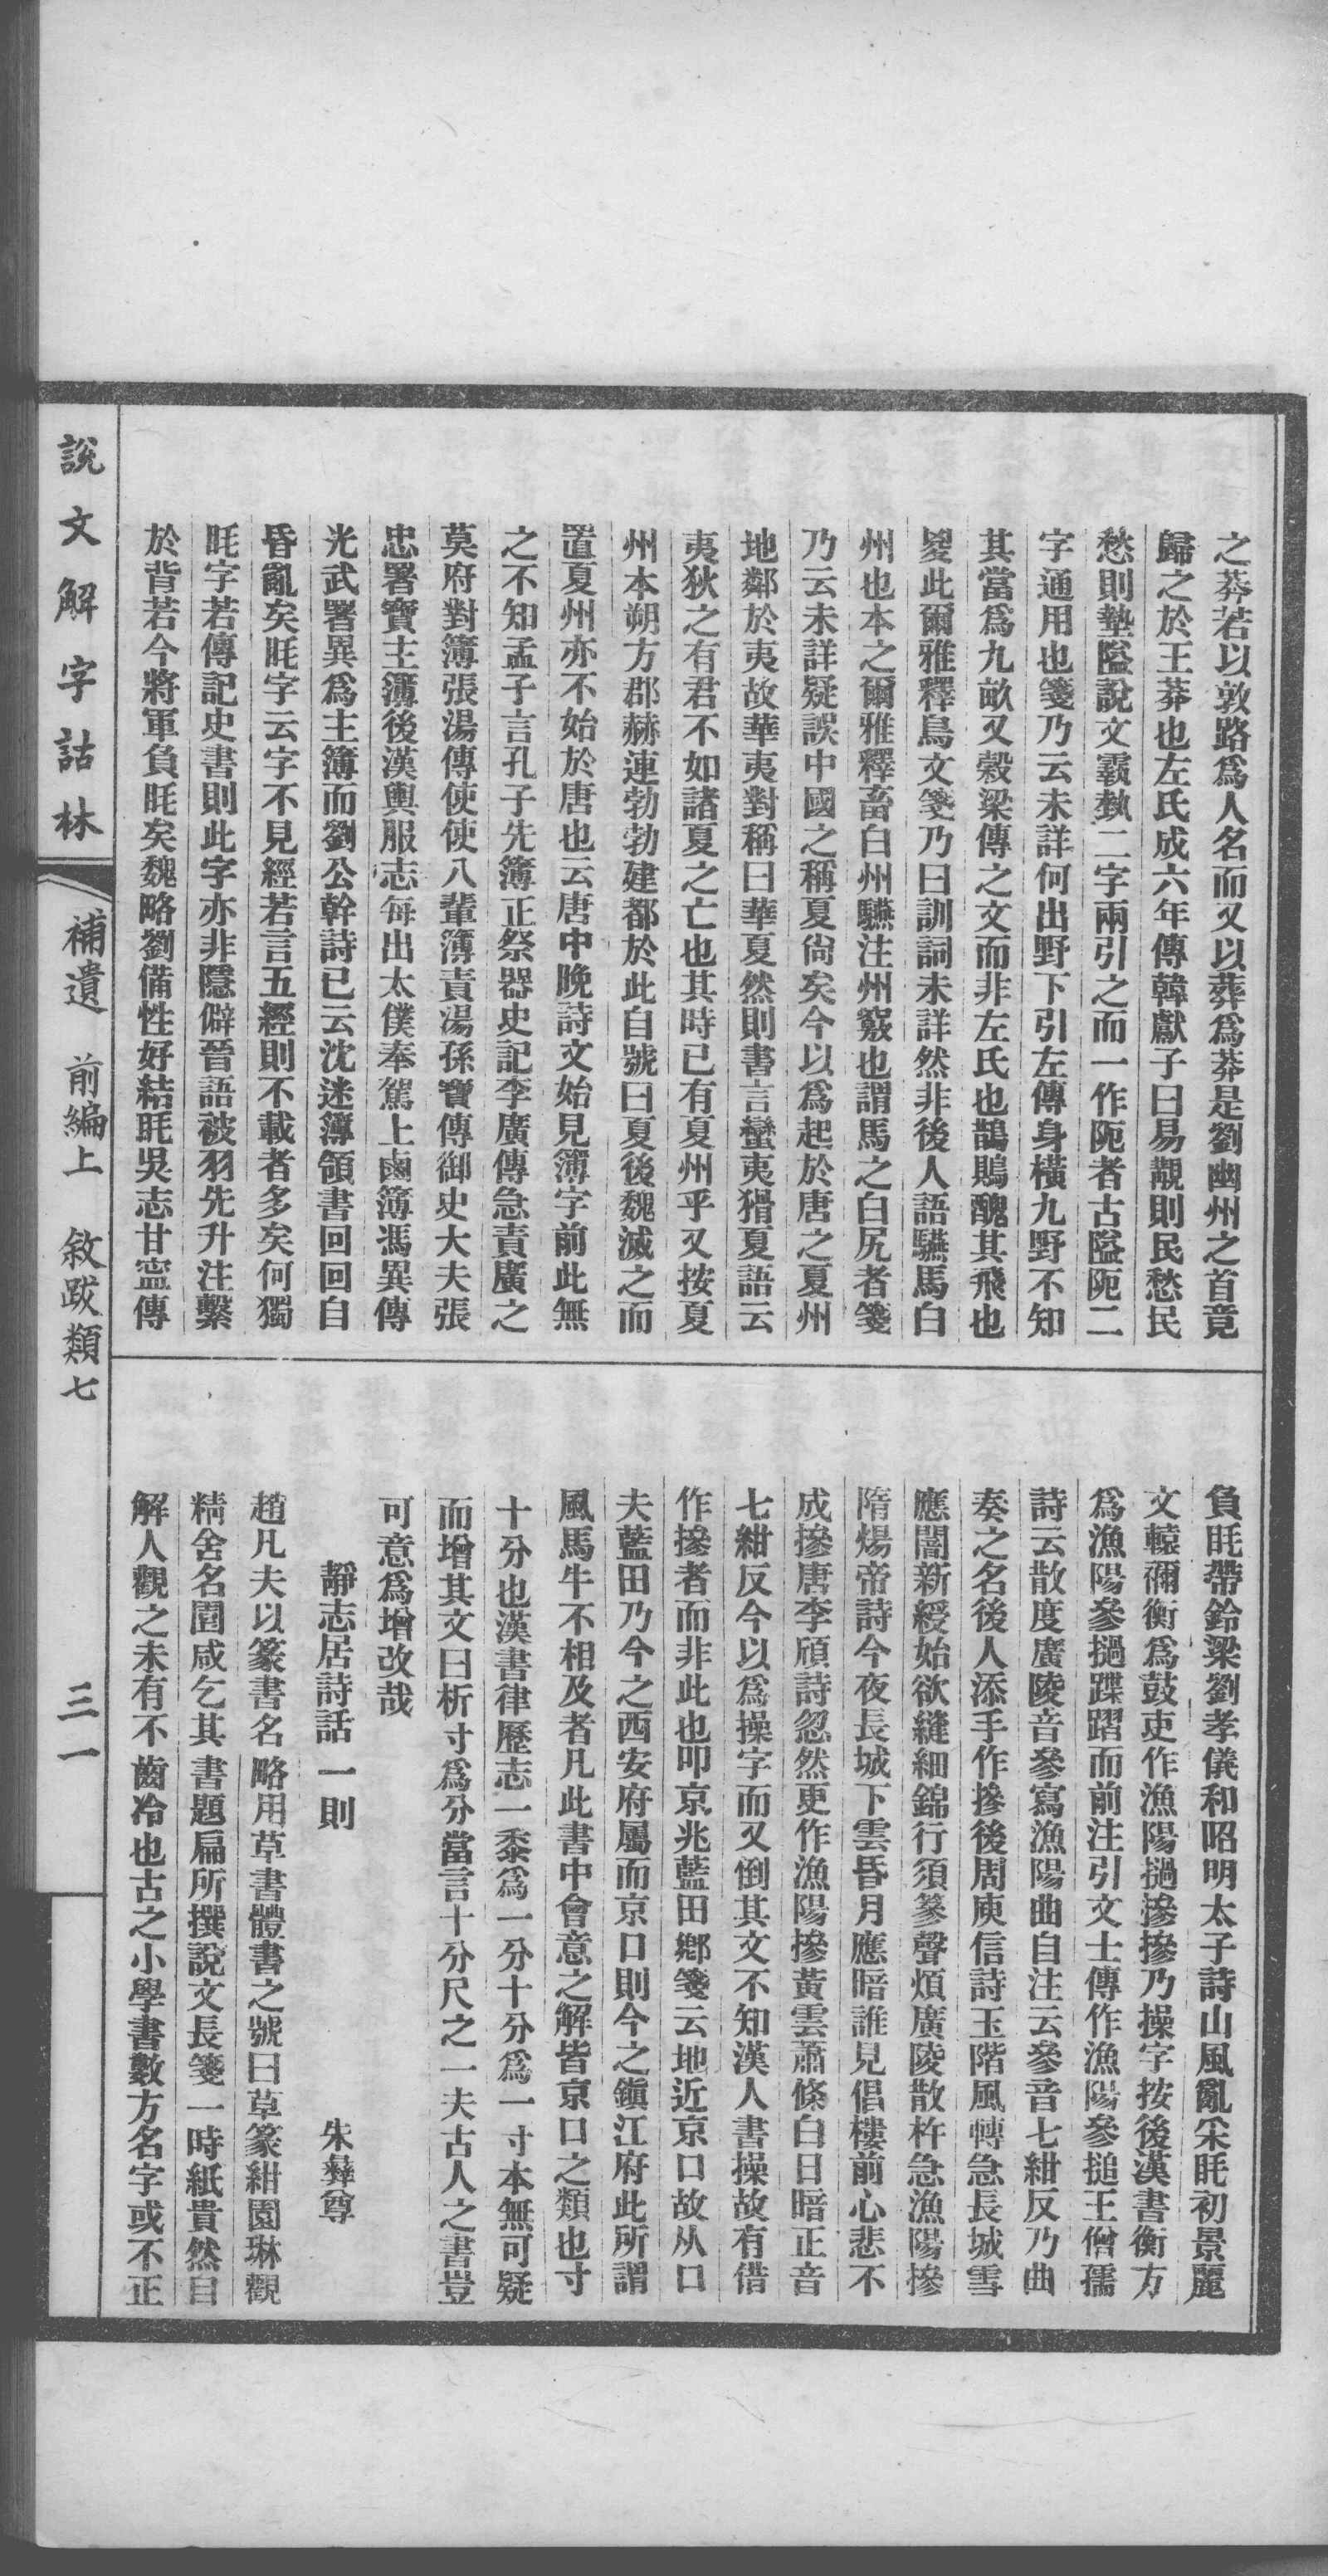 之莽若以敦路爲人名而又以葬爲莽是劉幽州之首竟
歸之於王莽也左氏成六年傳韓獻子曰易覯則民愁民
愁則墊隘說文霸墊二字兩引之而一作阨者古隘阨二
字通用也箋乃云未詳何出野下引左傳身橫九野不知
其當爲九畝又穀梁傳之文而非左氏也鵲鵙醜其飛也
翪此爾雅釋鳥文箋乃曰訓詞未詳然非後人語驠馬白
州也本之爾雅釋畜白州驠注州竅也謂馬之白尻者箋
乃云未詳疑誤中國之稱夏尙矣今以爲起於唐之夏州
地鄰於夷故華夷對稱曰華夏然則書言蠻夷猾夏語云
夷狄之有君不如諸夏之亡也其時已有夏州乎又按夏
州本朔方郡赫連勃勃建都於此自號曰夏後魏滅之而
置夏州亦不始於唐也云唐中晚詩文始見簿字前此無
之不知孟子言孔子先簿正祭器史記李廣傳急責廣之
莫府對簿張湯傳使使八輩簿責湯孫寶傳御史大夫張
忠署寶主簿後漢輿服志每出太僕奉駕上鹵簿馮異傳
光武署異爲主簿而劉公幹詩已云沈迷簿領書回回自
昏亂矣眊字云字不見經若言五經則不載者多矣何獨
眊字若傳記史書則此字亦非隱僻晉語被羽先升注繫
於背若今將軍負眊矣魏略劉備性好結眊吳志甘寍傳
負眊帶鈴梁劉孝儀和昭明太子詩山風亂采眊初景麗
文轅禰衡爲鼓吏作漁陽撾摻摻乃操字按後漢書衡方
爲漁陽參撾蹀躧而前注引文士傳作漁陽參搥王僧孺
詩云散度廣陵音參寫漁陽曲自注云參音七紺反乃曲
奏之名後人添手作摻後周庾信詩玉階風轉急長城雪
應闇新綬始欲縫細錦行須篸聲煩廣陵散杵急漁陽摻
隋煬帝詩今夜長城下雲昏月應暗誰見倡樓前心悲不
成摻唐李頎詩忽然更作漁陽摻黃雲蕭條白日暗正音
七紺反今以爲操字而又倒其文不知漢人書操故有借
作摻者而非此也叩京兆藍田鄉箋云地近京口故从口
夫藍田乃今之西安府屬而京口則今之鎭江府此所謂
風馬牛不相及者凡此書中會意之解皆京口之類也寸
十分也漢書律歷志一黍爲一分十分爲一寸本無可疑
而增其文曰析寸爲分當言十分尺之一夫古人之書豈
可意爲增改哉
靜志居詩話一則 朱彝尊
趙凡夫以篆書名略用草書體書之號曰草篆紺園琳觀
精舍名園咸乞其書題扁所撰說文長箋一時紙貴然自
解人觀之未有不齒冷也古之小學書數方名字或不正
說文解字詁林 補遺 前編上 敘跋類七 三一